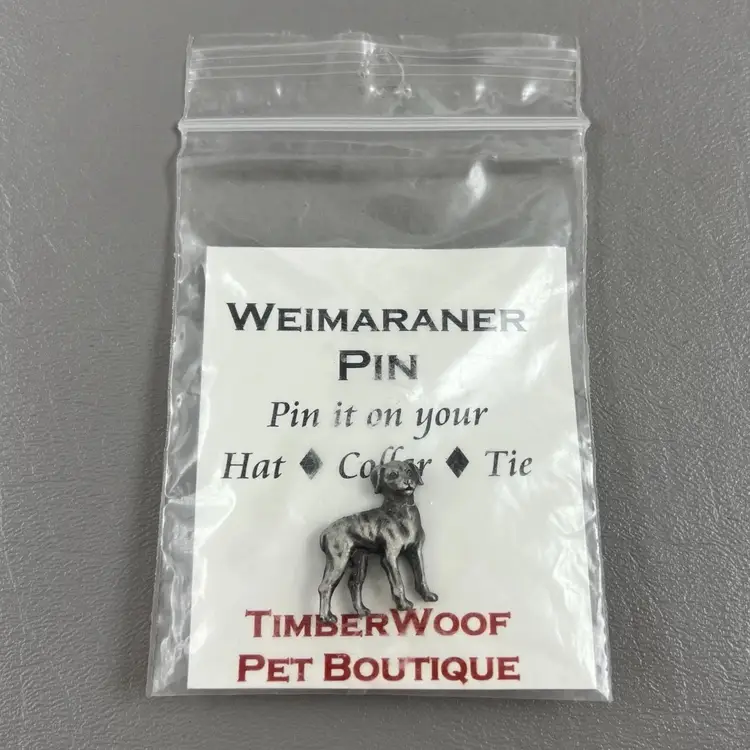 WEIMARANER
PIN
Pin it on your
Hat ♦ Collar ♦ Tie
TIMBERWOOF
PET BOUTIQUE